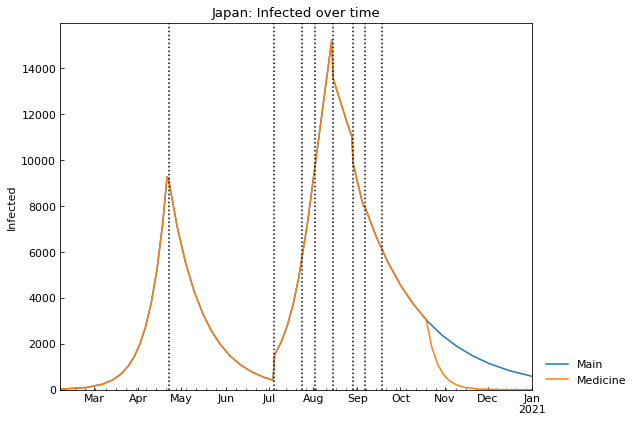 Japan: Infected over time
Infected
14000
12000
10000
8000
6000
4000
2000
0
Mar Apr May Jun Jul Aug Sep Oct Nov Dec Jan
2021
Main
Medicine